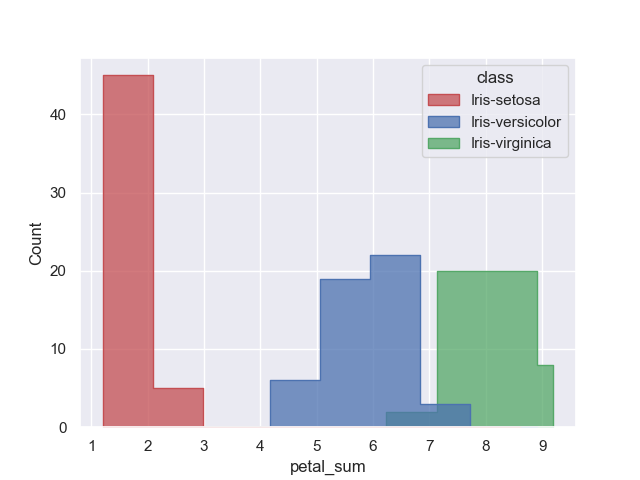 class
Iris-setosa
Iris-versicolor
Iris-virginica
Count
40
30
20
10
0
1 2 3 4 5 6 7 8 9
petal_sum